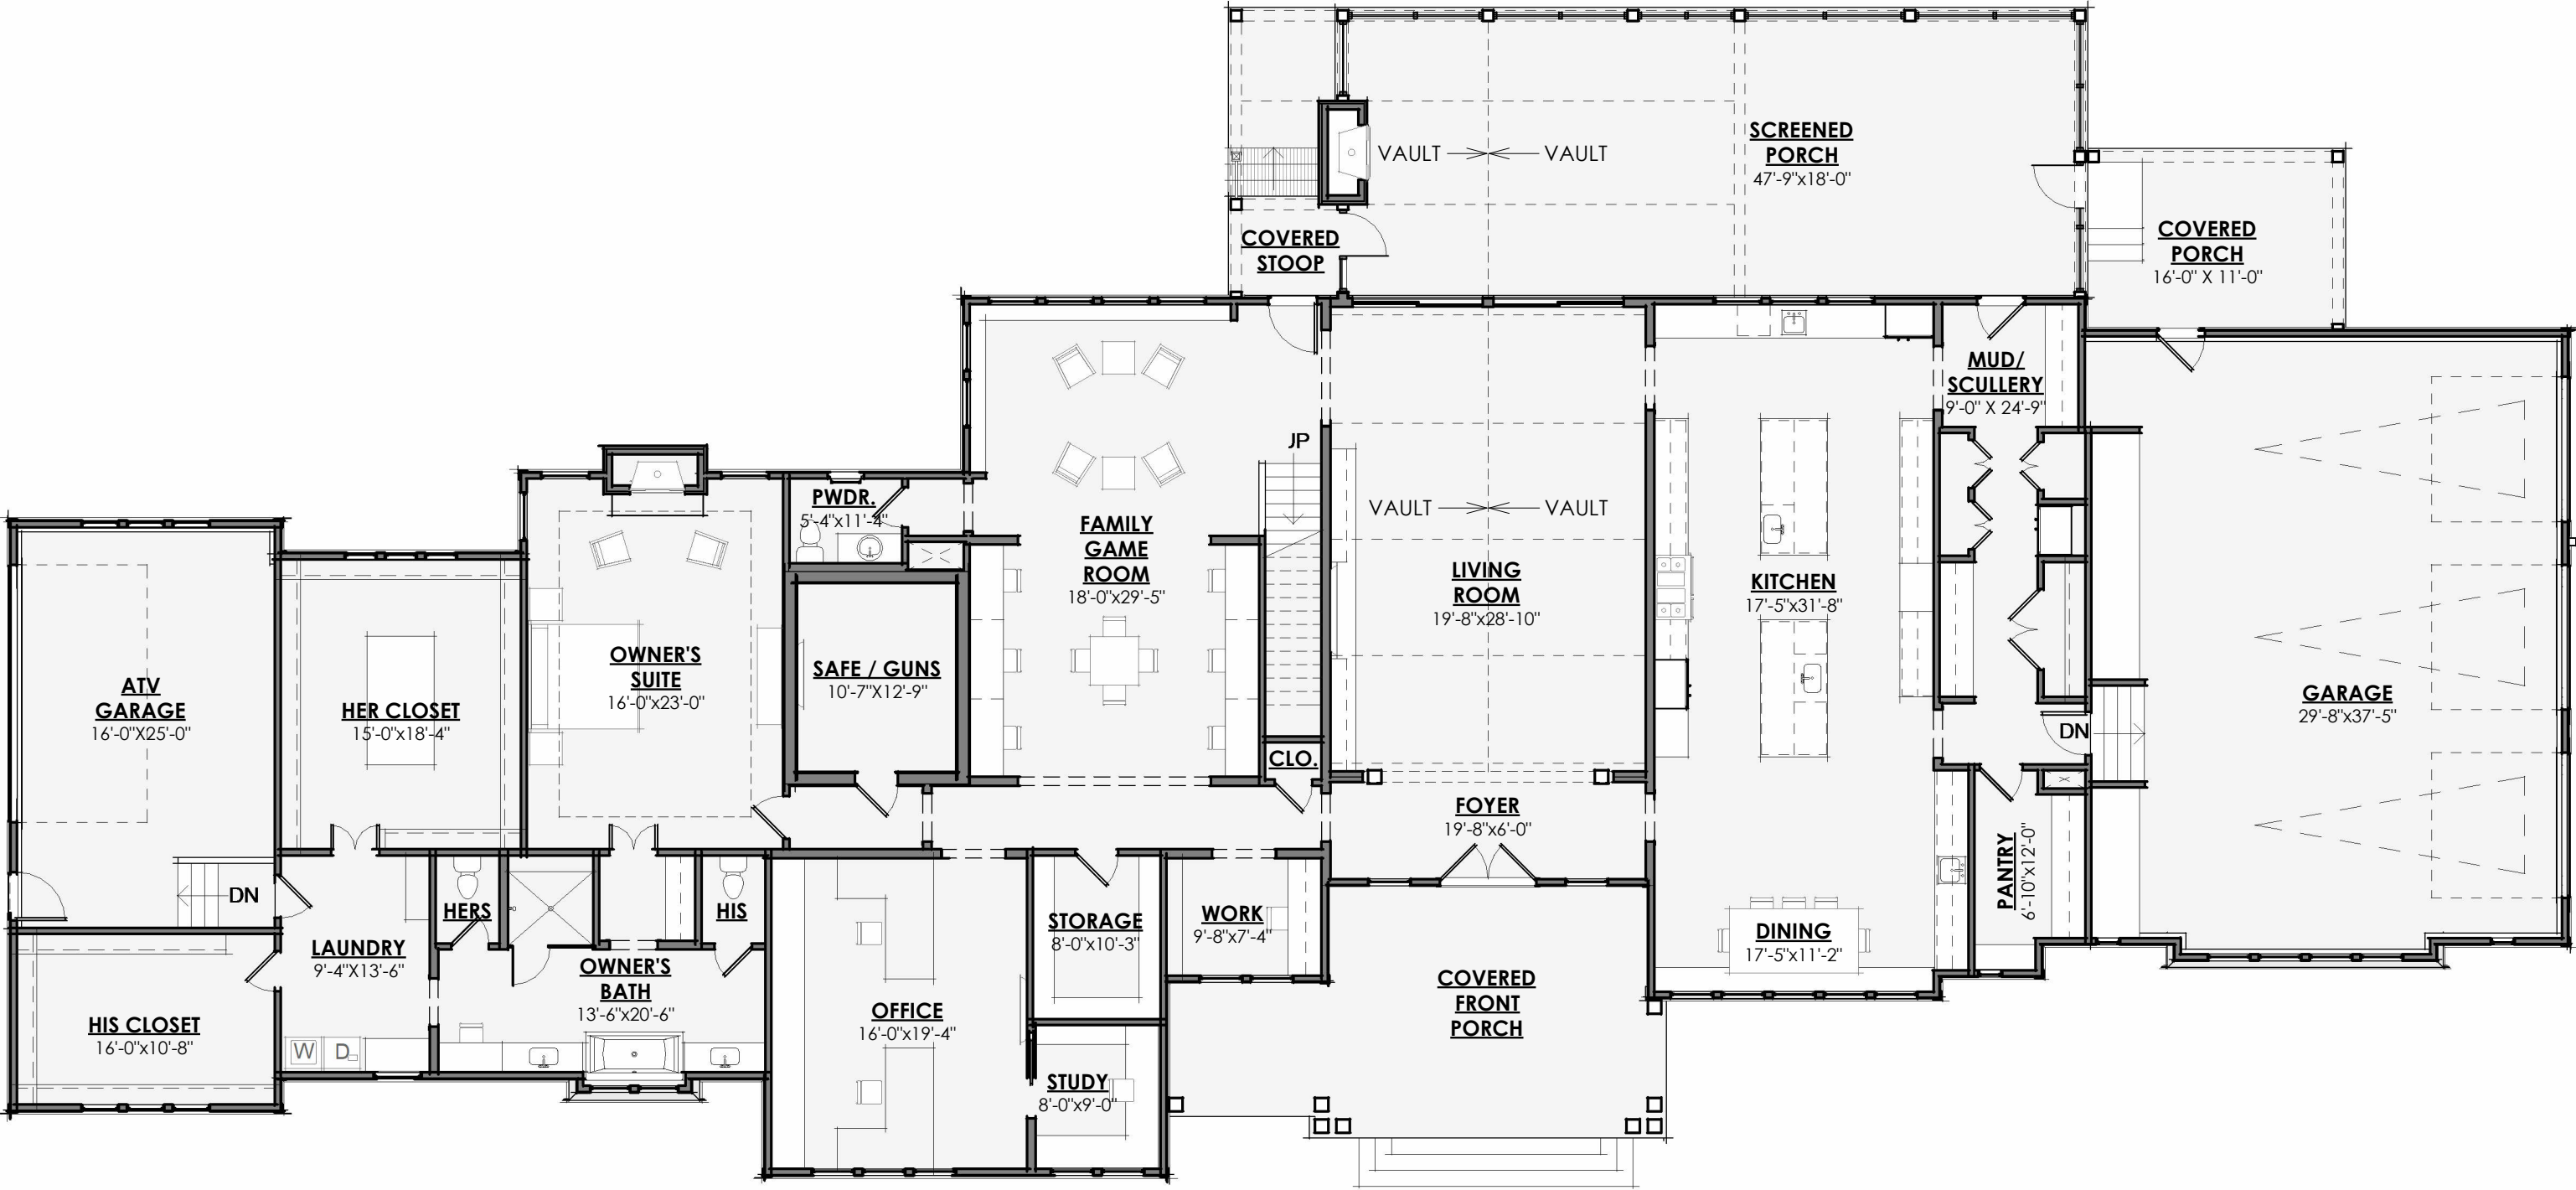 SCREENED
PORCH
47'-9"x18'-0"
VAULT
VAULT
COVERED
STOOP
COVERED
PORCH
16'-0" X 11'-0"
MUD/
SCULLERY
9'-0" X 24'-9"
PWDR.
5'-4"x11'-4"
FAMILY
GAME
ROOM
18'-0"x29'-5"
VAULT
VAULT
LIVING
ROOM
19'-8"x28'-10"
KITCHEN
17'-5"x31'-8"
ATV
GARAGE
16'-0"X25'-0"
HER CLOSET
15'-0"x18'-4"
OWNER'S
SUITE
16'-0"x23'-0"
SAFE / GUNS
10'-7"X12'-9"
GARAGE
29'-8"x37'-5"
DN
CLO.
FOYER
19'-8"x6'-0"
PANTRY
6'-10"x12'-0"
DN
HERS
HIS
LAUNDRY
9'-4"X13'-6"
OWNER'S
BATH
13'-6"x20'-6"
STORAGE
8'-0"x10'-3"
WORK
9'-8"x7'-4"
DINING
17'-5"x11'-2"
HIS CLOSET
16'-0"x10'-8"
W
D
OFFICE
16'-0"x19'-4"
COVERED
FRONT
PORCH
STUDY
8'-0"x9'-0"